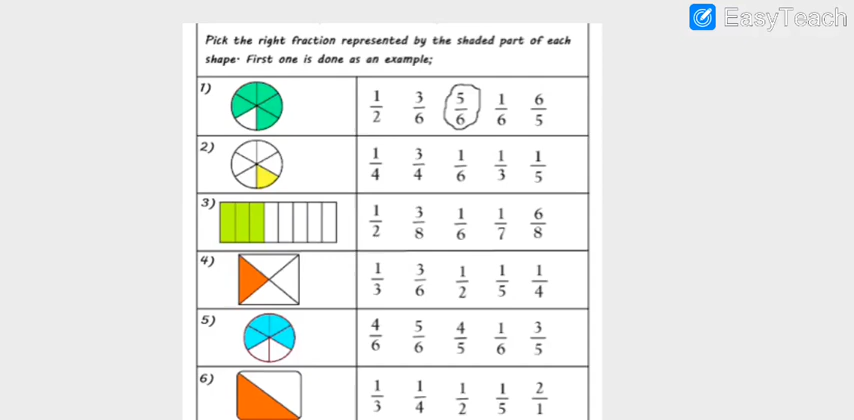 EasyTeach
Pick the right fraction represented by the shaded part of each
shape. First one is done as an example;
1) 1/2 3/6 5/6 1/6 6/5
2) 1/4 3/4 1/6 1/3 1/5
3) 1/2 3/8 1/6 1/7 6/8
4) 1/3 3/6 1/2 1/5 1/4
5) 4/6 5/6 4/5 1/6 3/5
6) 1/3 1/4 1/2 1/5 2/1